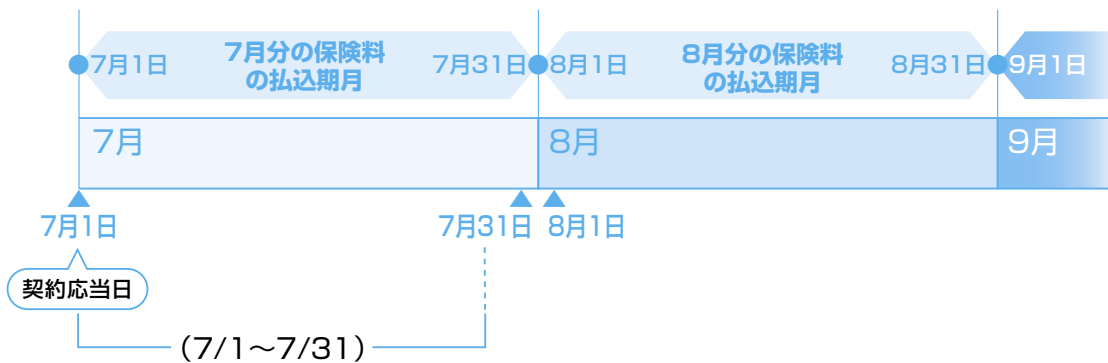 7月1日
7月分の保険料
の払込期月
7月31日
8月1日
8月分の保険料
の払込期月
8月31日
9月1日
7月
8月
9月
7月1日
7月31日
8月1日
契約応当日
(7/1～7/31)